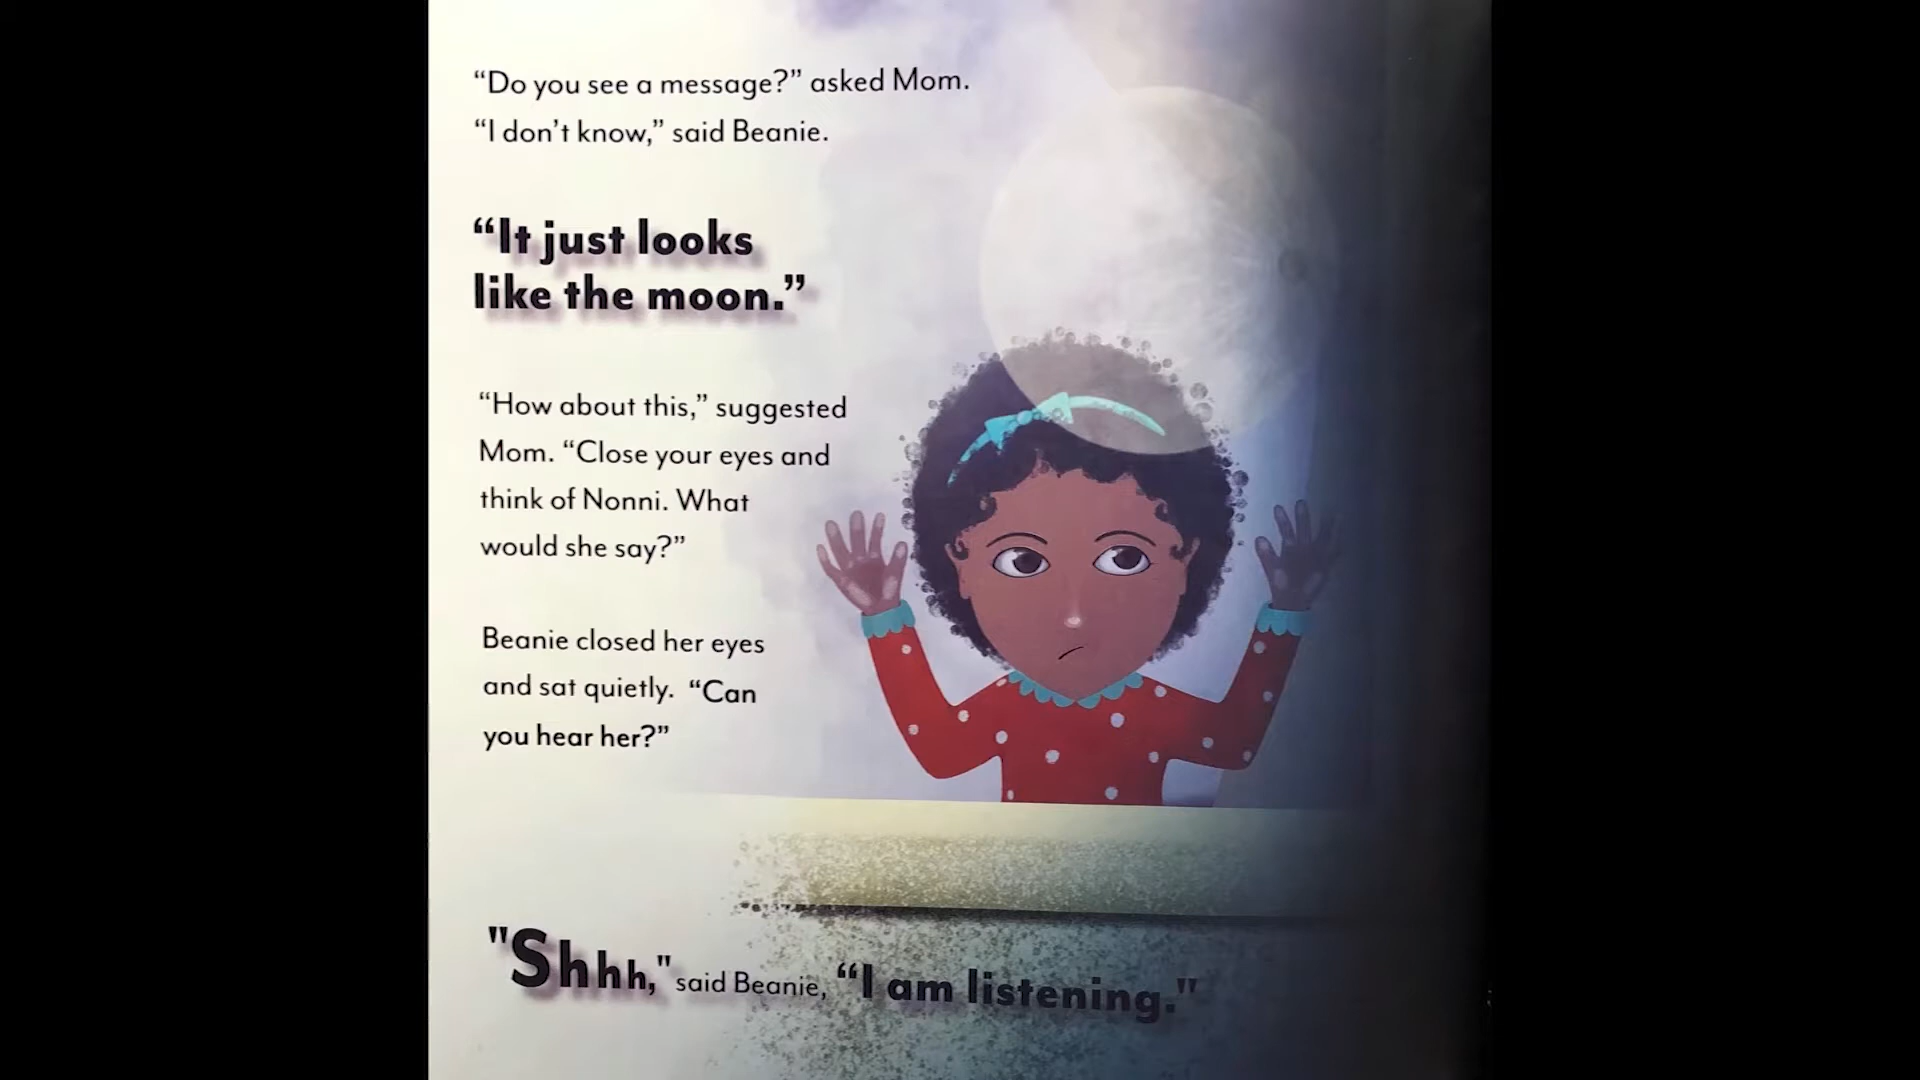 “Do you see a message?” asked Mom.
“I don’t know,” said Beanie.
“It just looks
like the moon.”
“How about this,” suggested
Mom. “Close your eyes and
think of Nonni. What
would she say?”
Beanie closed her eyes
and sat quietly. “Can
you hear her?”
"Shhh," said Beanie, “I am listening."